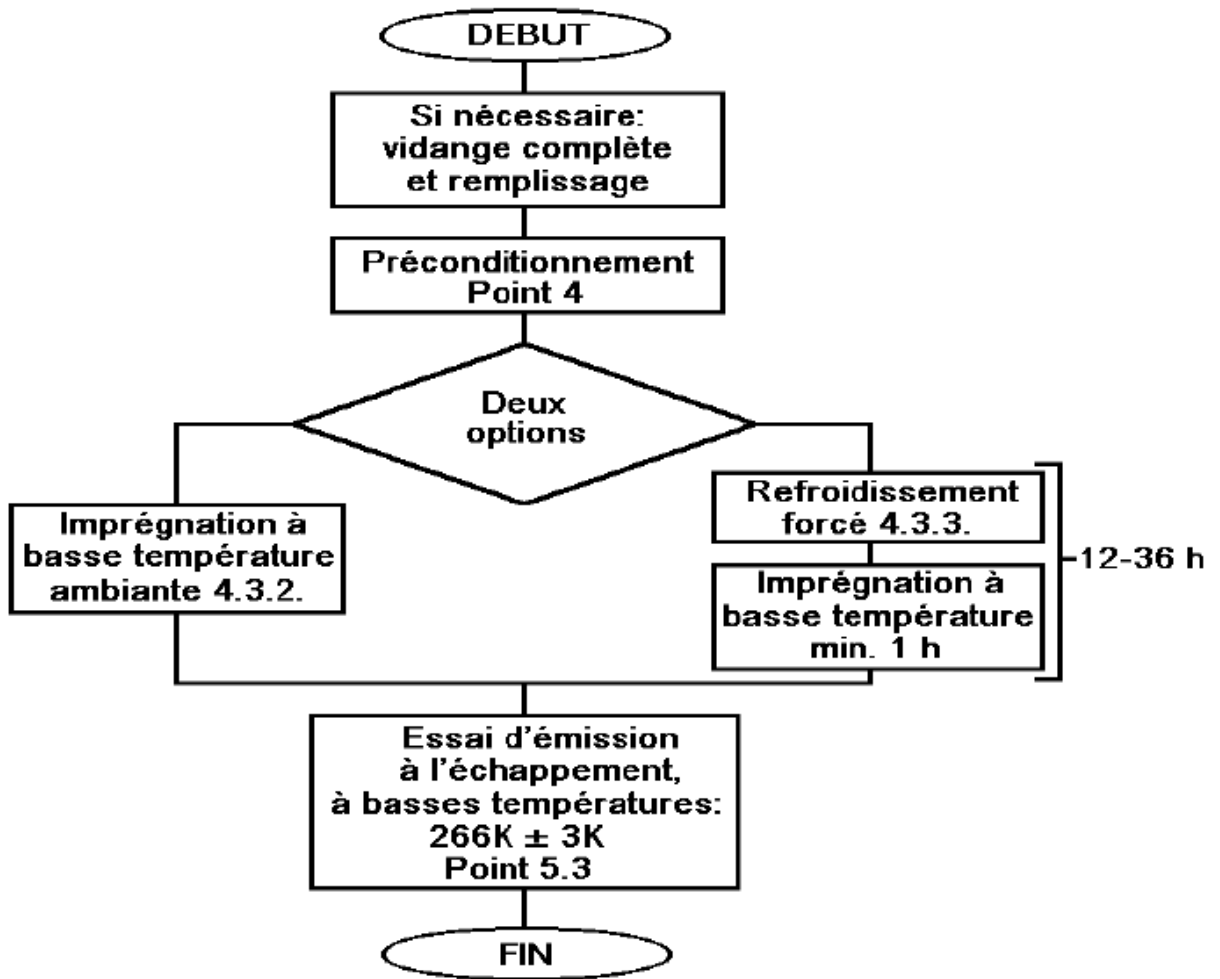 DEBUT
Si nécessaire:
vidange complète
et remplissage
Préconditionnement
Point 4
Deux
options
Imprégnation à
basse température
ambiante 4.3.2.
Refroidissement
forcé 4.3.3.
Imprégnation à
basse température
min. 1 h
12-36 h
Essai d’émission
à l’échappement,
à basses températures:
266K ± 3K
Point 5.3
FIN